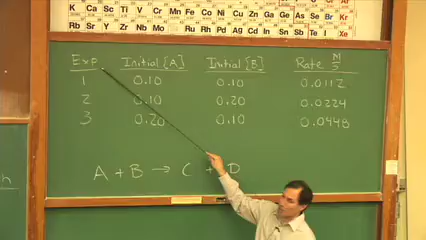 K Ca Sc Ti V Cr Mn Fe Co Ni Cu Zn Ga Ge As Se Br Kr
Rb Sr Y Zr Nb Mo Tc Ru Rh Pd Ag Cd In Sn Sb Te I Xe
Exp Initial [A] Initial [B] Rate M/s
1 0.10 0.10 0.0112
2 0.10 0.20 0.0224
3 0.20 0.10 0.0448
A + B → C + D